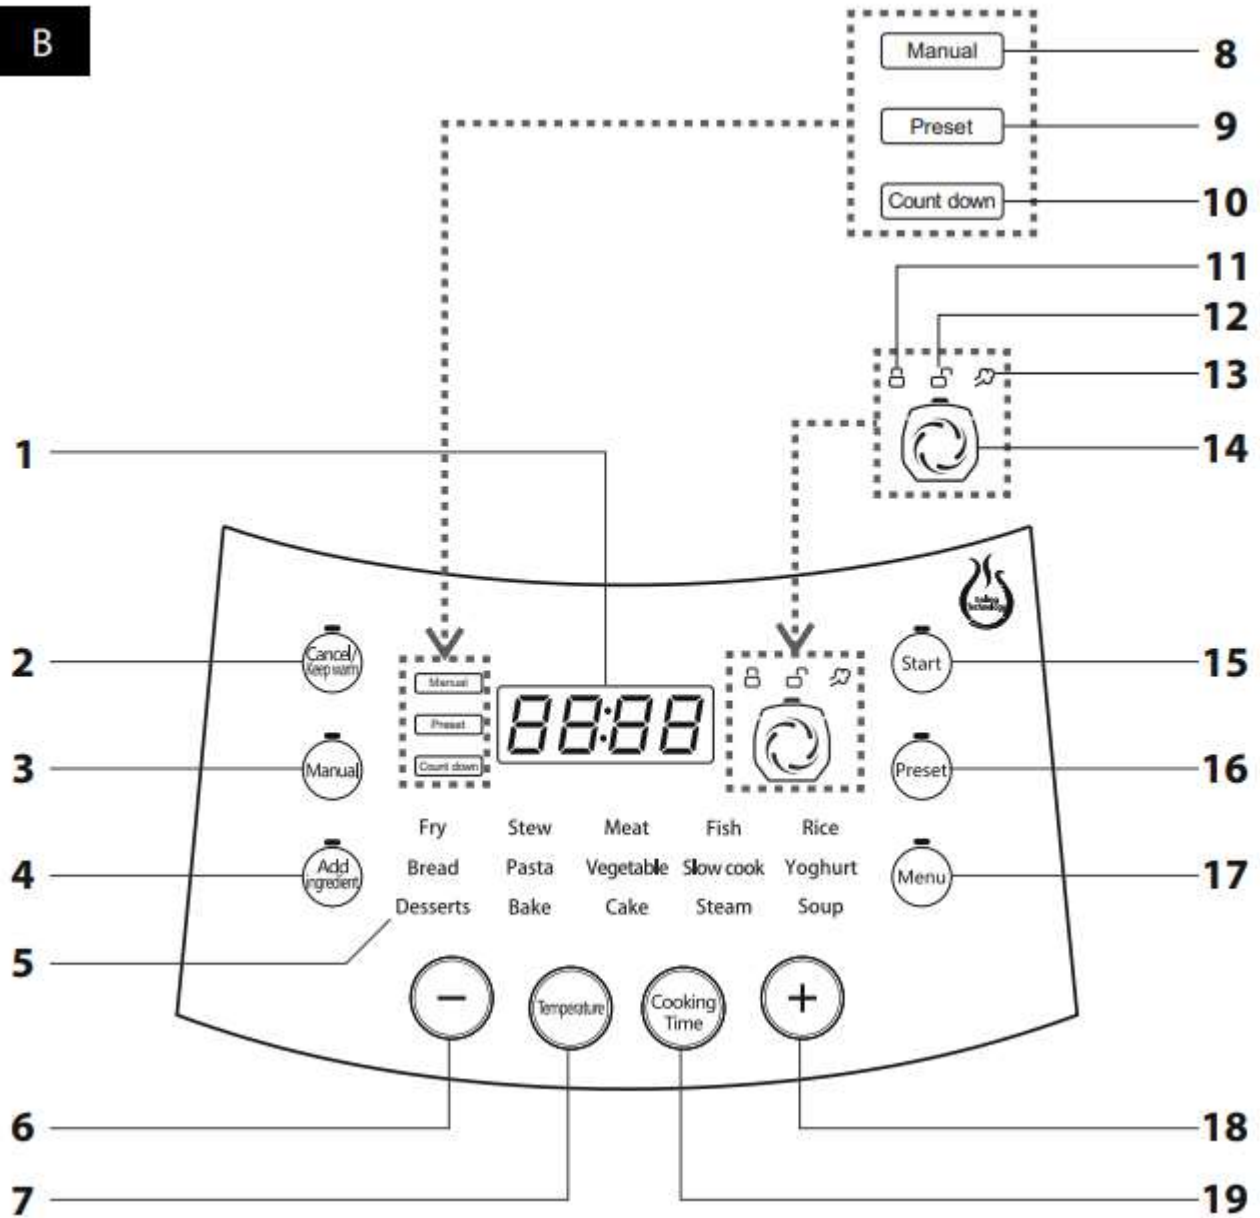 B
Manual 8
Preset 9
Count down 10
11
12
13
14
1
2 Cancel/
Keep warm
Manual
Preset
Count down
88:88
Start 15
3 Manual
Preset 16
4 Add
ingredient
Menu 17
Fry Stew Meat Fish Rice
Bread Pasta Vegetable Slow cook Yoghurt
Desserts Bake Cake Steam Soup
5
−
Temperature
Cooking
Time
+
6
7
18
19